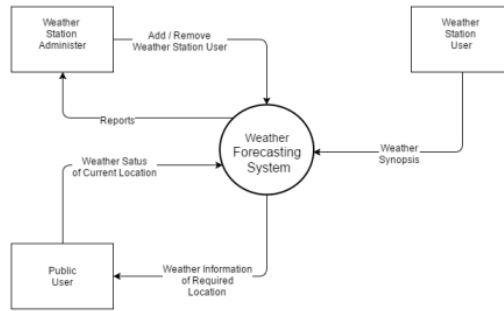 Weather
Station
Administer
Add / Remove
Weather Station User
Weather
Station
User
Reports
Weather
Forecasting
System
Weather Satus
of Current Location
Weather
Synopsis
Public
User
Weather Information
of Required
Location